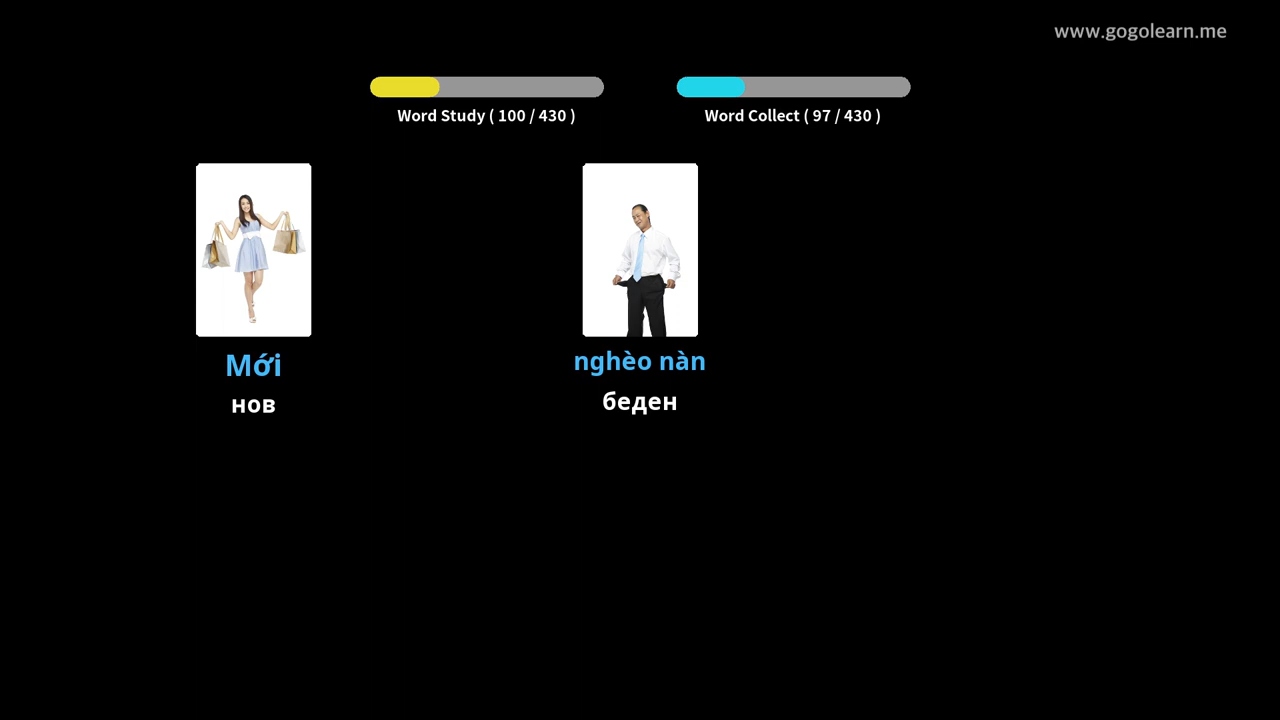 www.gogolearn.me
Word Study ( 100 / 430 )
Word Collect ( 97 / 430 )
Mới
нов
nghèo nàn
беден